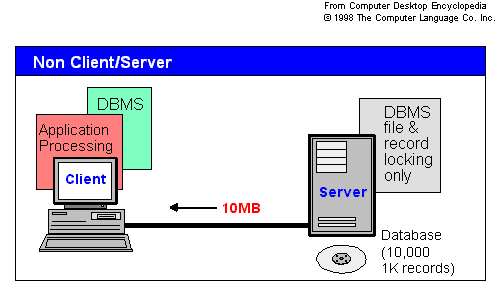 From Computer Desktop Encyclopedia
© 1998 The Computer Language Co. Inc.
Non Client/Server
DBMS
Application
Processing
Client
10MB
DBMS
file &
record
locking
only
Server
Database
(10,000
1K records)